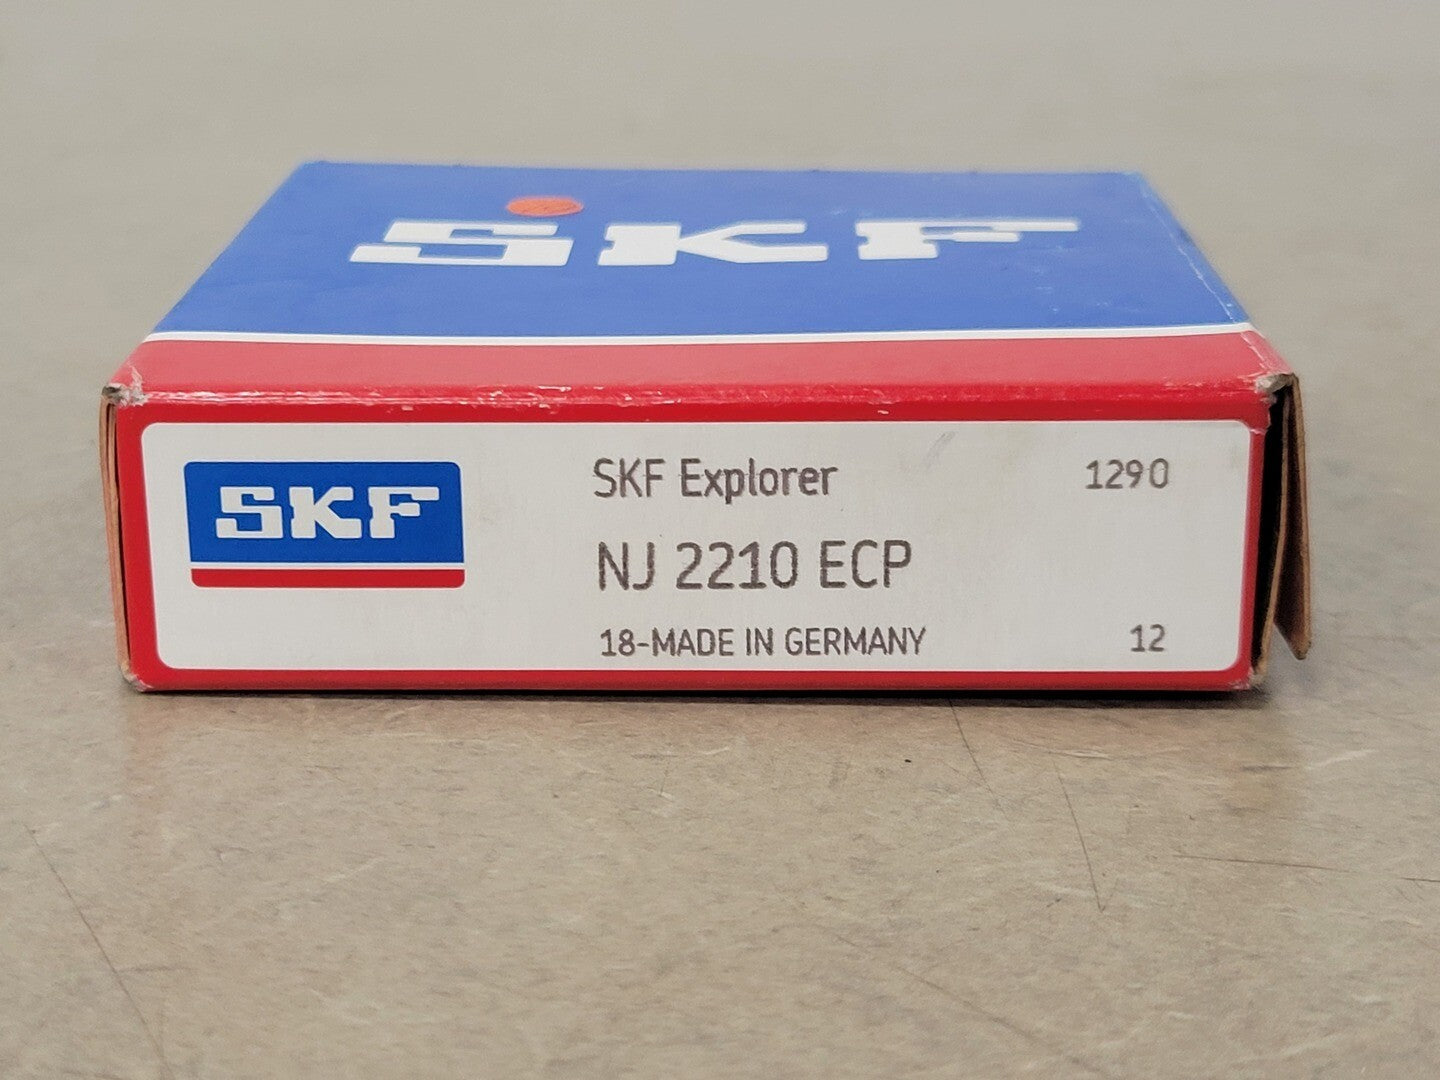 SKF
SKF
SKF Explorer
1290
NJ 2210 ECP
18-MADE IN GERMANY
12